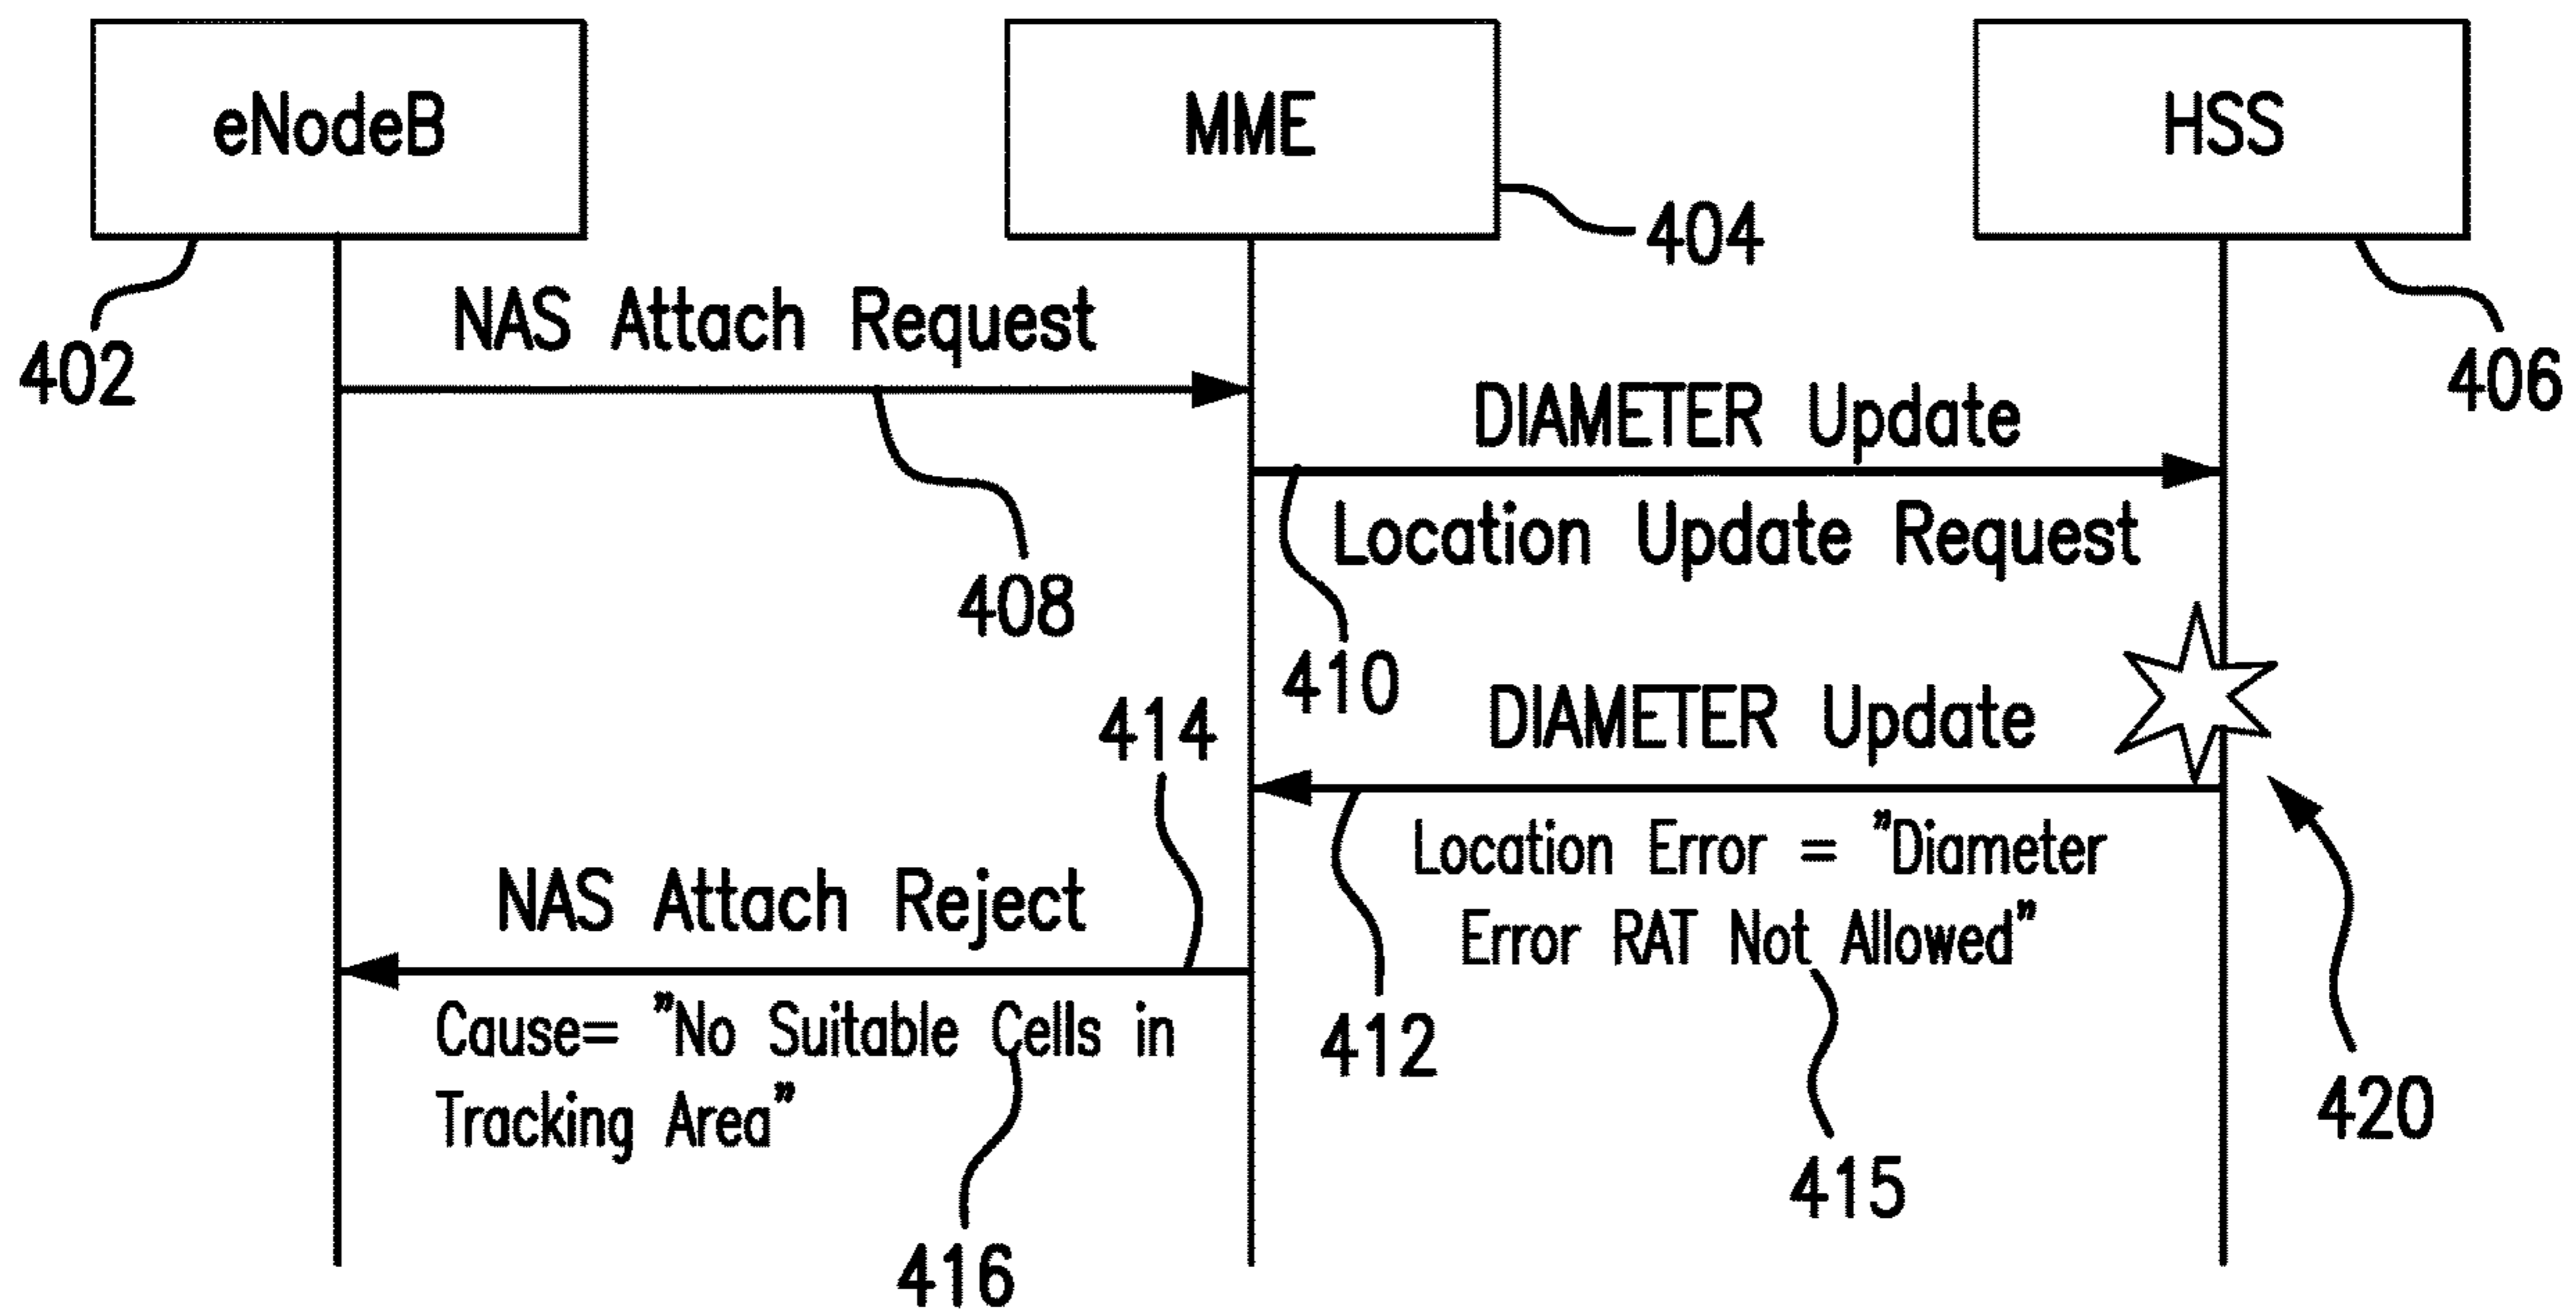 eNodeB
MME
HSS
404
402
NAS Attach Request
406
DIAMETER Update
Location Update Request
408
410
414
DIAMETER Update
Location Error = "Diameter
Error RAT Not Allowed"
NAS Attach Reject
Cause= "No Suitable Cells in
Tracking Area"
412
420
415
416